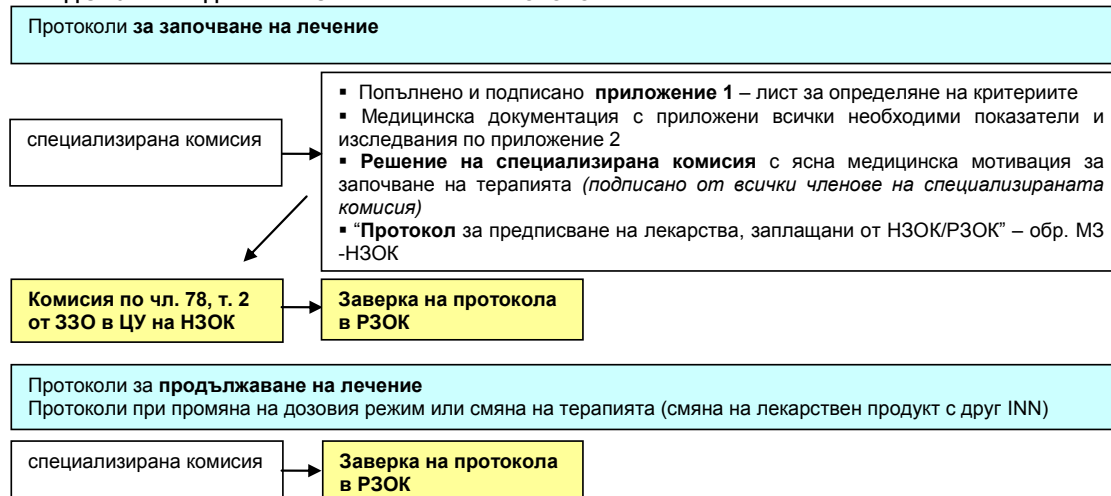 Протоколи за започване на лечение
специализирана комисия
▪ Попълнено и подписано приложение 1 – лист за определяне на критериите
▪ Медицинска документация с приложени всички необходими показатели и
изследвания по приложение 2
▪ Решение на специализирана комисия с ясна медицинска мотивация за
започване на терапията (подписано от всички членове на специализираната
комисия)
▪ “Протокол за предписване на лекарства, заплащани от НЗОК/РЗОК” – обр. МЗ
-НЗОК
Комисия по чл. 78, т. 2
от ЗЗО в ЦУ на НЗОК
Заверка на протокола
в РЗОК
Протоколи за продължаване на лечение
Протоколи при промяна на дозовия режим или смяна на терапията (смяна на лекарствен продукт с друг INN)
специализирана комисия
Заверка на протокола
в РЗОК